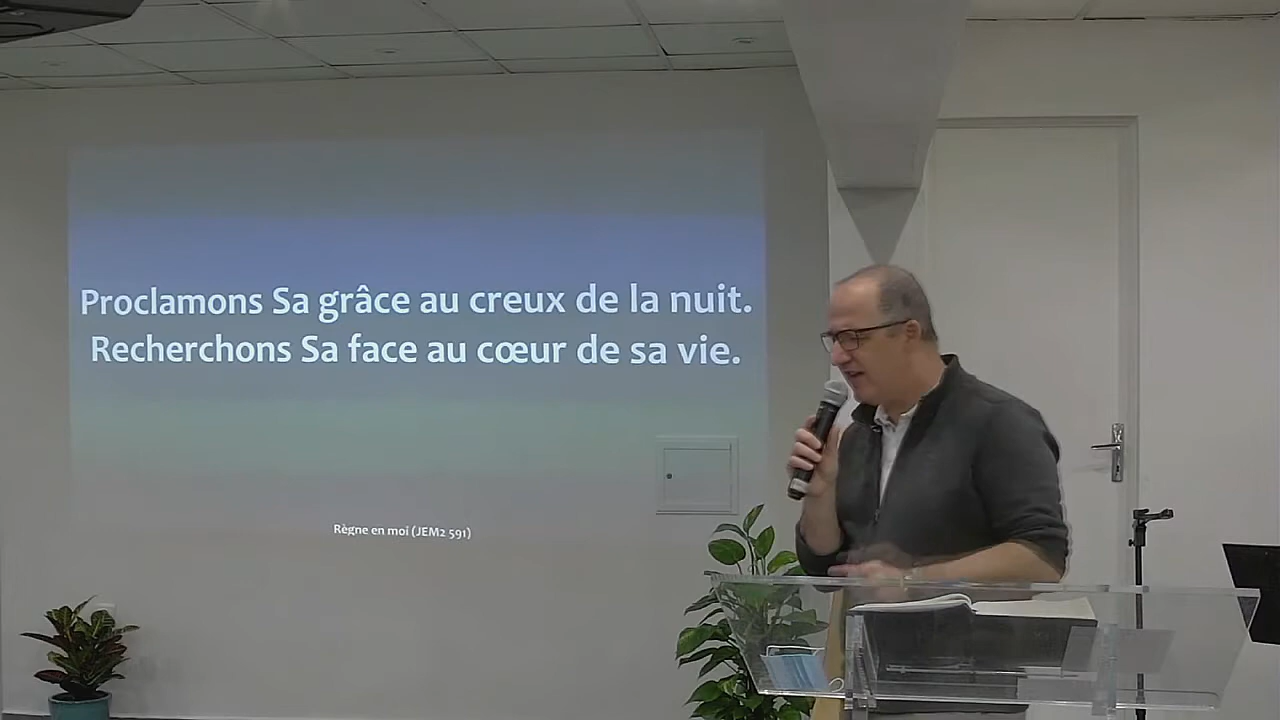 Proclamons Sa grâce au creux de la nuit.
Recherchons Sa face au cœur de sa vie.
Règne en moi (JEM2 591)